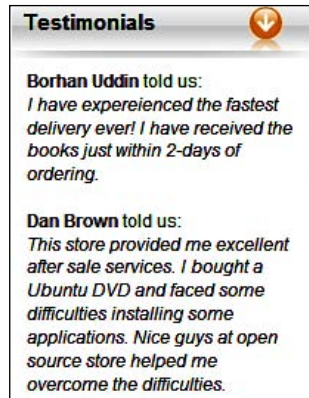 Testimonials
Borhan Uddin told us:
I have expereienced the fastest
delivery ever! I have received the
books just within 2-days of
ordering.
Dan Brown told us:
This store provided me excellent
after sale services. I bought a
Ubuntu DVD and faced some
difficulties installing some
applications. Nice guys at open
source store helped me
overcome the difficulties.